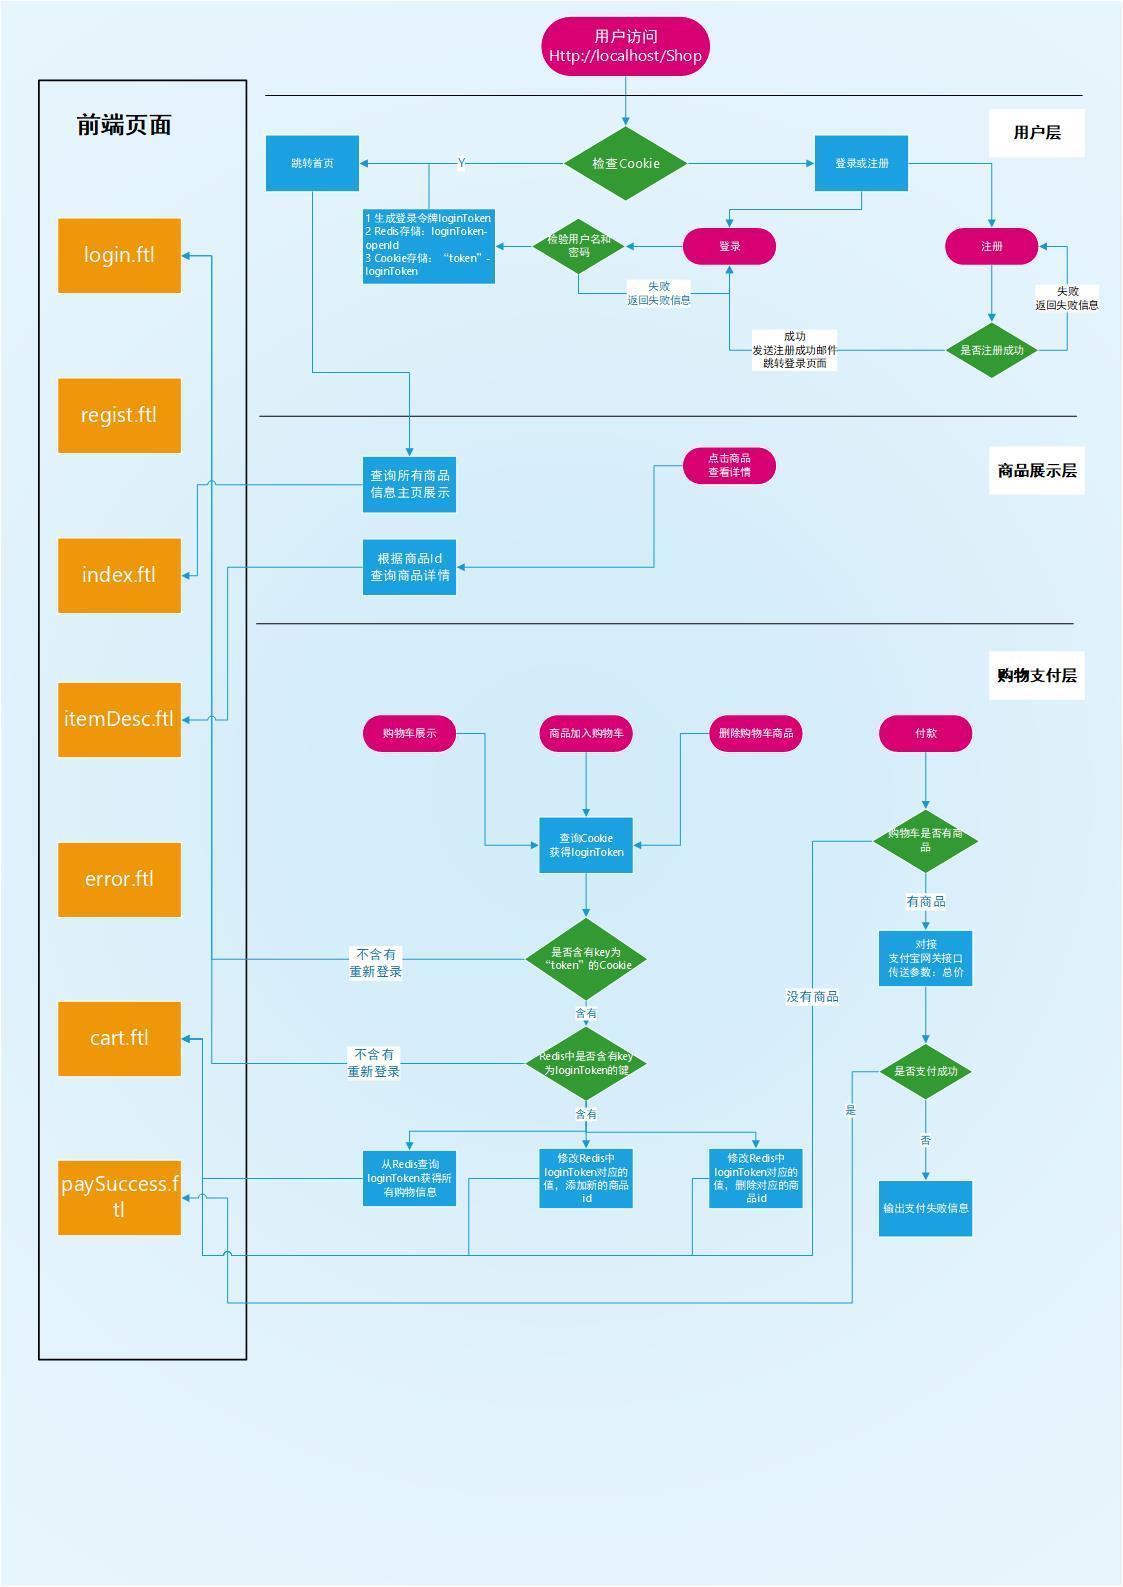 用户访问
Http://localhost/Shop
前端页面
用户层
跳转首页
Y
检查Cookie
登录或注册
1 生成登录令牌loginToken
2 Redis存储：loginToken-
openId
3 Cookie存储：“token”-
loginToken
检验用户名和
密码
登录
注册
login.ftl
失败
返回失败信息
失败
返回失败信息
成功
发送注册成功邮件
跳转登录页面
是否注册成功
regist.ftl
商品展示层
查询所有商品
信息主页展示
点击商品
查看详情
index.ftl
根据商品Id
查询商品详情
购物支付层
itemDesc.ftl
购物车展示
商品加入购物车
删除购物车商品
付款
查询Cookie
获得loginToken
购物车是否有商
品
error.ftl
有商品
不含有
重新登录
是否含有key为
“token”的Cookie
对接
支付宝网关接口
传送参数：总价
没有商品
含有
cart.ftl
不含有
重新登录
Redis中是否含有key
为loginToken的键
是否支付成功
含有
是
否
paySuccess.f
tl
从Redis查询
loginToken获得所
有购物信息
修改Redis中
loginToken对应的
值，添加新的商品
id
修改Redis中
loginToken对应的
值，删除对应的商
品id
输出支付失败信息